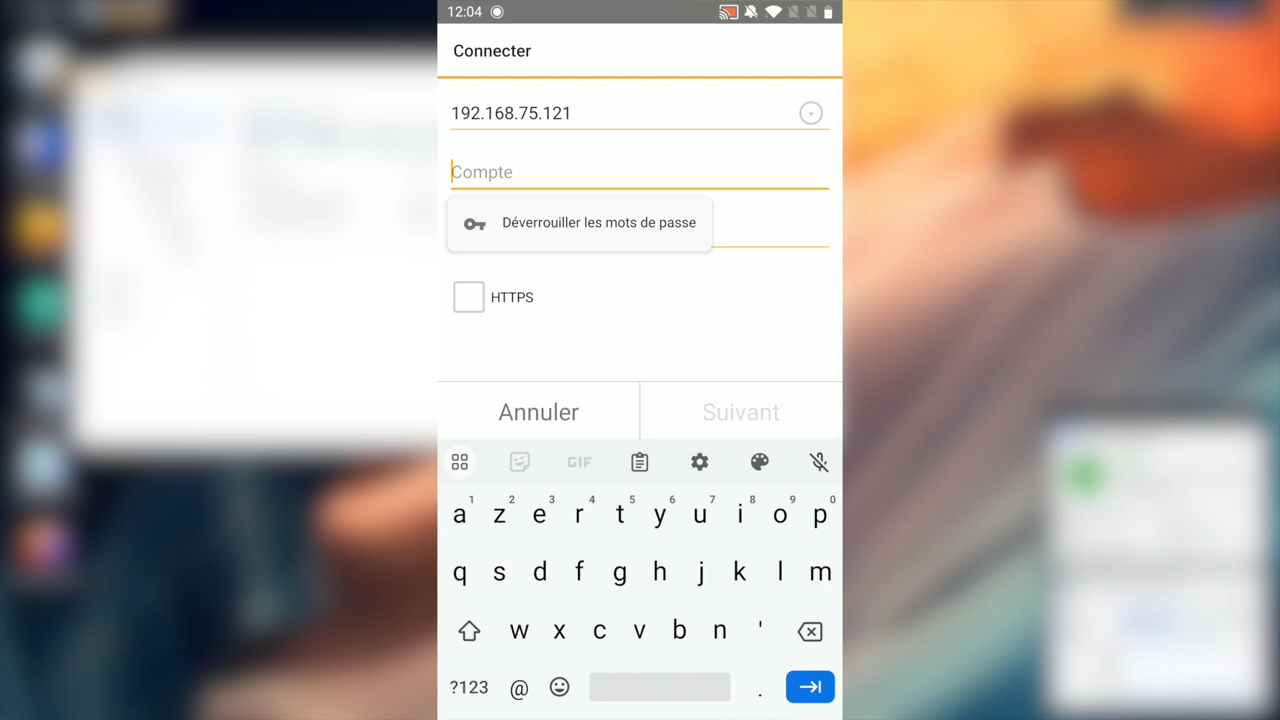 12:04
Connecter
192.168.75.121
Compte
Déverrouiller les mots de passe
HTTPS
Annuler Suivant
GIF
1 2 3 4 5 6 7 8 9 0
a z e r t y u i o p
q s d f g h j k l m
w x c v b n '
?123 @ .